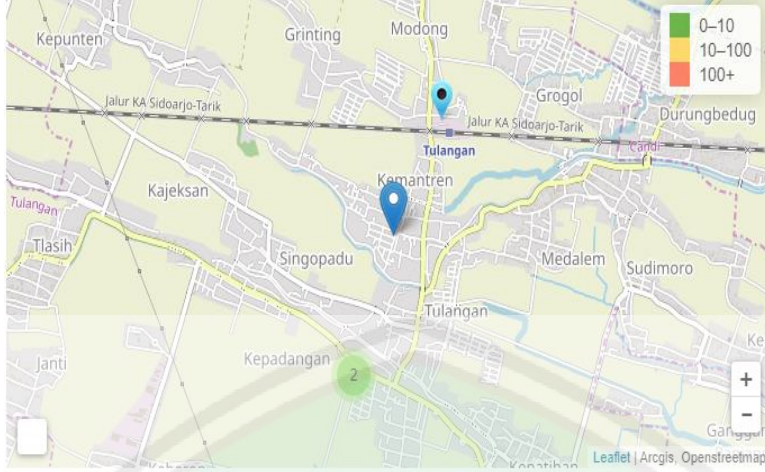 Kepunten
Grinting
Modong
0–10
10–100
100+
Jalur KA Sidoarjo-Tarik
Grogol
Jalur KA Sidoarjo-Tarik
Durungbedug
Tulangan
Candi
Kemantren
Kajeksan
Tulangan
Tlasih
Singopadu
Medalem
Sudimoro
Tulangan
Janti
Kepadangan
2
Ke
+
−
Leaflet | Arcgis, Openstreetmap